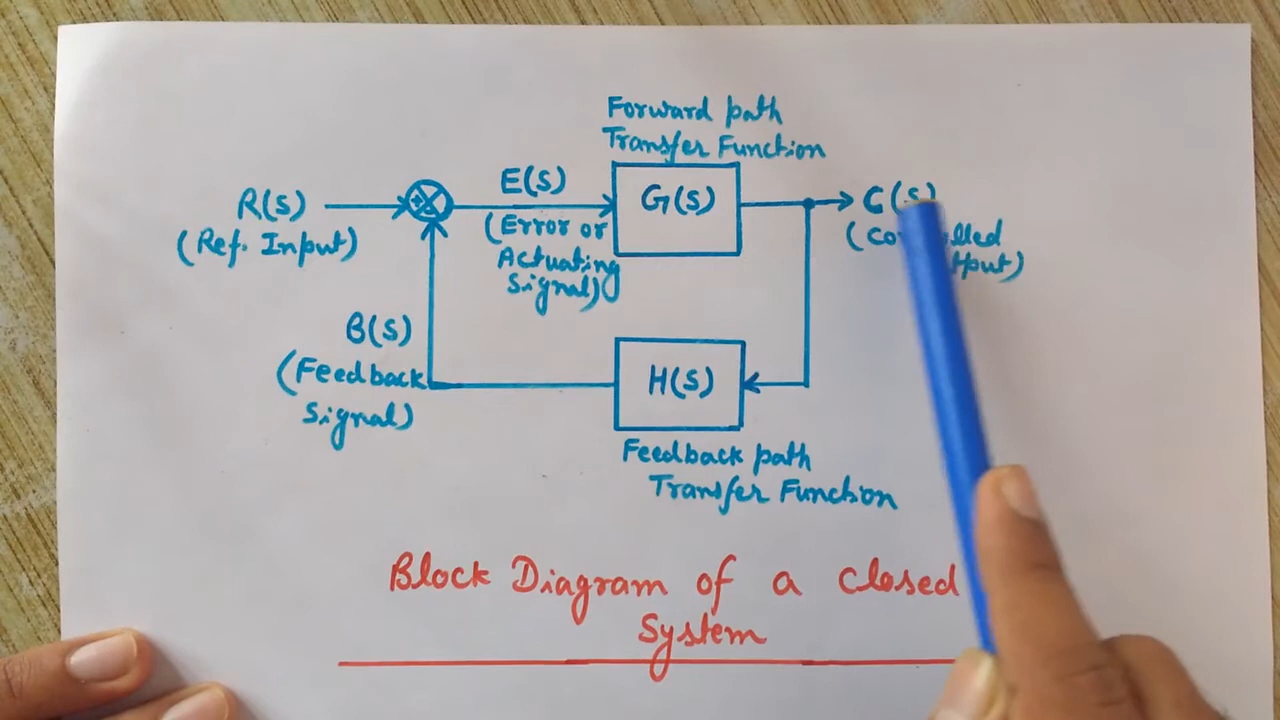 Forward path
Transfer Function
R(s)
(Ref. Input)
+
E(s)
(Error or
Actuating
Signal)
G(s)
C(s)
B(s)
(Feedback
Signal)
H(s)
Feedback path
Transfer Function
Block Diagram of a Closed
System